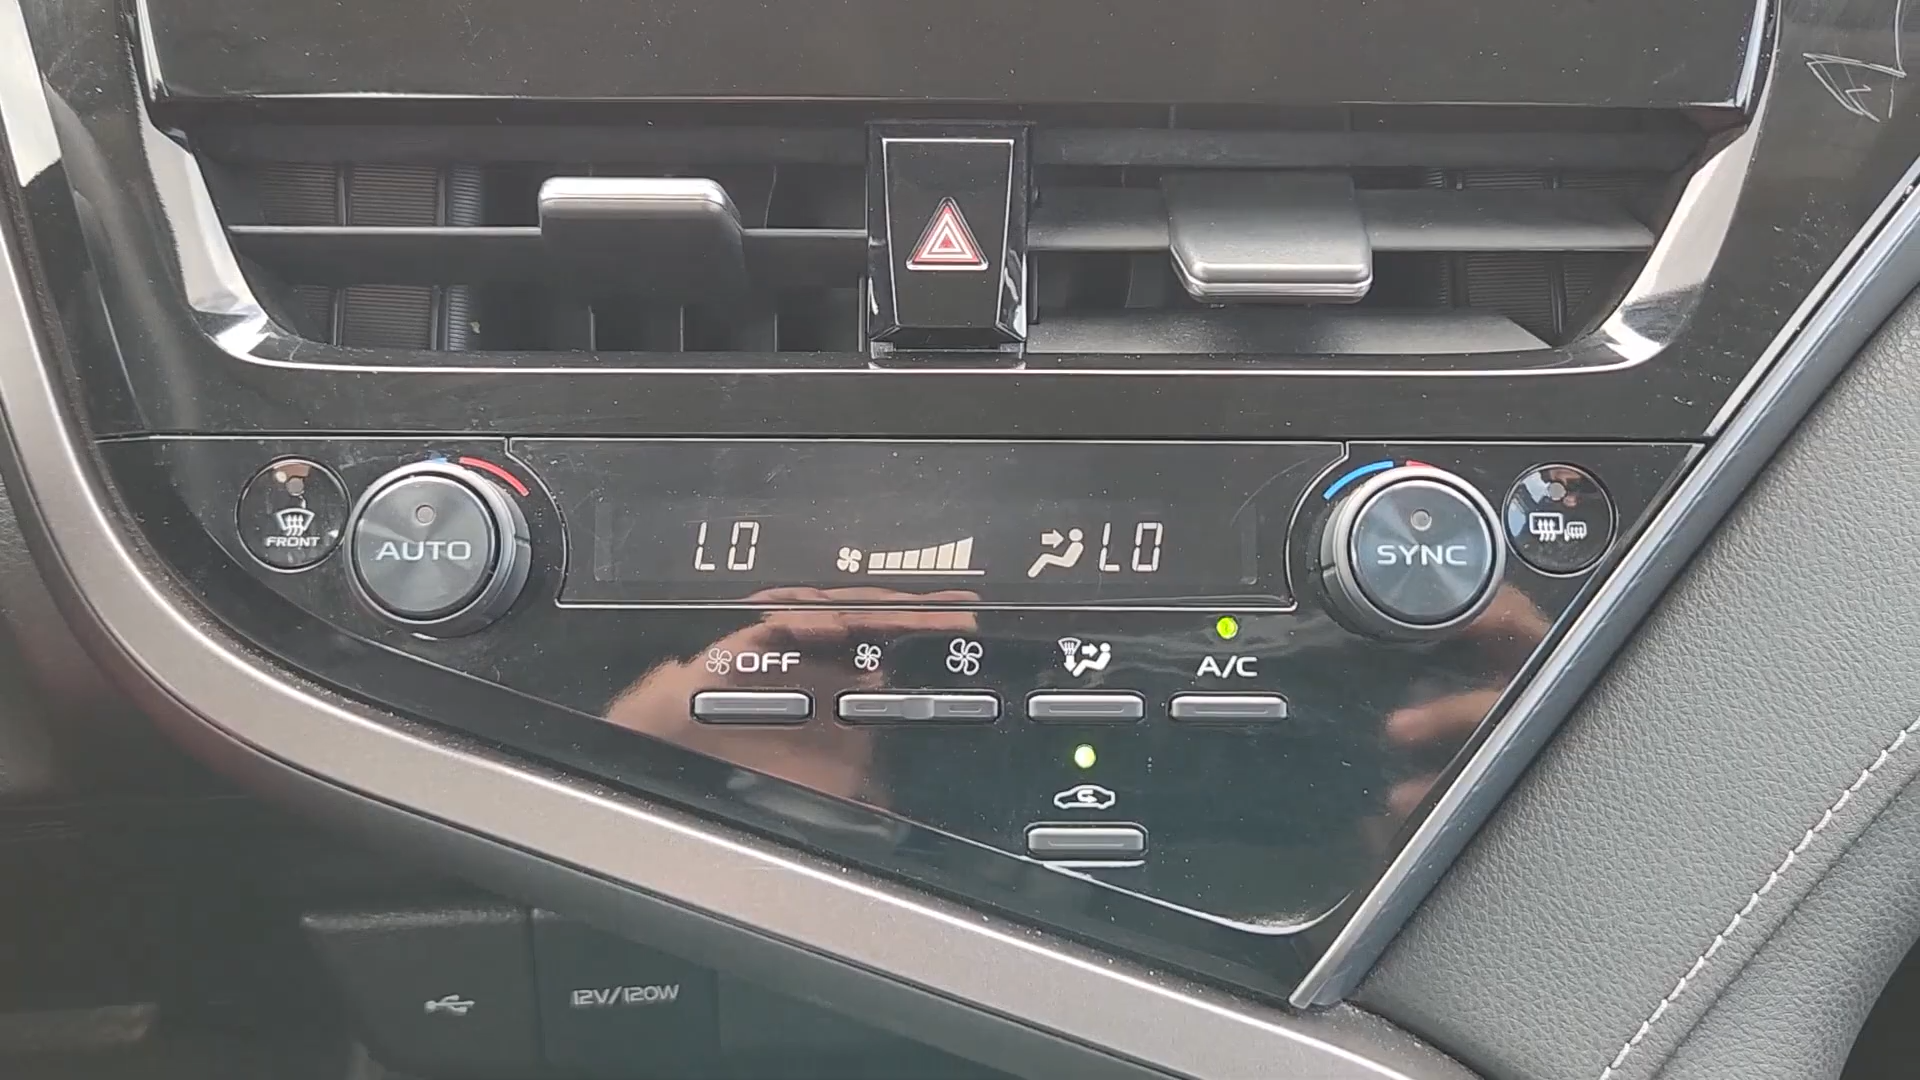 FRONT
AUTO
LO
LO
SYNC
OFF
A/C
12V/120W